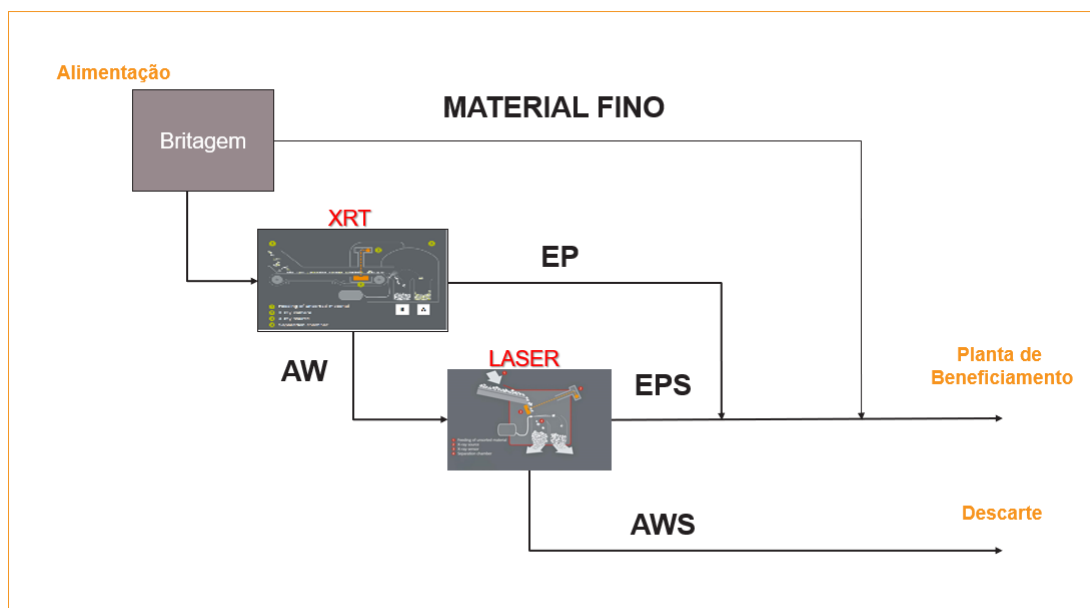 Alimentação
MATERIAL FINO
Britagem
XRT
EP
AW
LASER
EPS
Planta de
Beneficiamento
AWS
Descarte